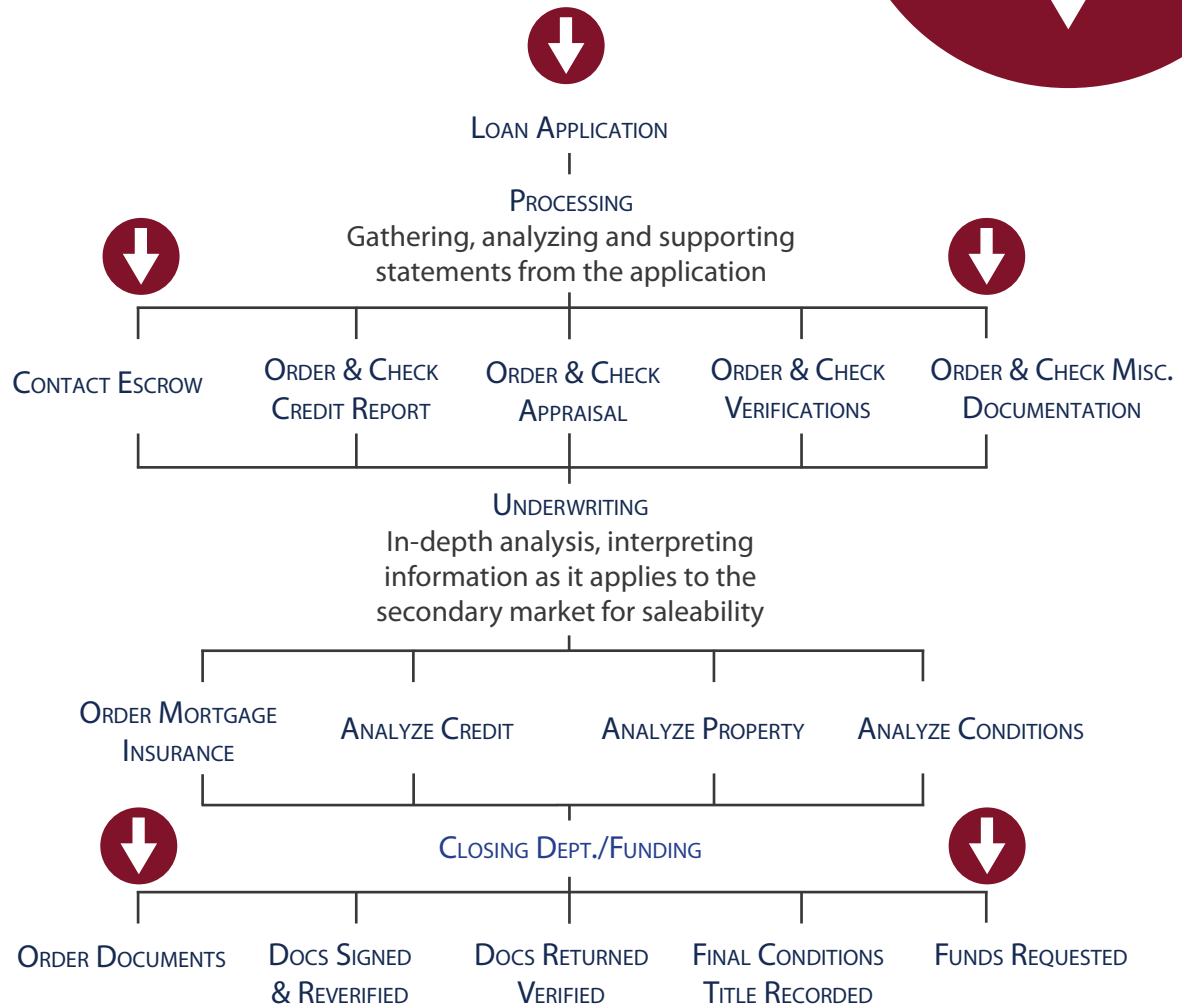 Loan Application
Processing
Gathering, analyzing and supporting
statements from the application
Contact Escrow
Order & Check
Credit Report
Order & Check
Appraisal
Order & Check
Verifications
Order & Check Misc.
Documentation
Underwriting
In-depth analysis, interpreting
information as it applies to the
secondary market for saleability
Order Mortgage
Insurance
Analyze Credit
Analyze Property
Analyze Conditions
Closing Dept./Funding
Order Documents
Docs Signed
& Reverified
Docs Returned
Verified
Final Conditions
Title Recorded
Funds Requested